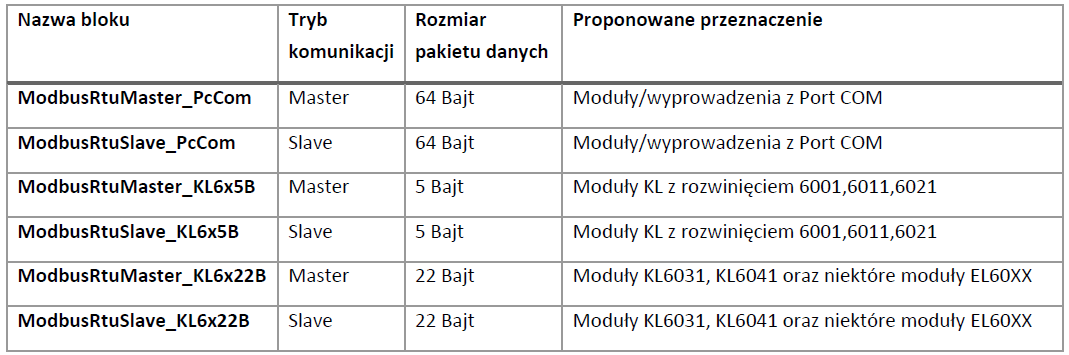 Nazwa bloku Tryb komunikacji Rozmiar pakietu danych Proponowane przeznaczenie
ModbusRtuMaster_PcCom Master 64 Bajt Moduły/wyprowadzenia z Port COM
ModbusRtuSlave_PcCom Slave 64 Bajt Moduły/wyprowadzenia z Port COM
ModbusRtuMaster_KL6x5B Master 5 Bajt Moduły KL z rozwinięciem 6001,6011,6021
ModbusRtuSlave_KL6x5B Slave 5 Bajt Moduły KL z rozwinięciem 6001,6011,6021
ModbusRtuMaster_KL6x22B Master 22 Bajt Moduły KL6031, KL6041 oraz niektóre moduły EL60XX
ModbusRtuSlave_KL6x22B Slave 22 Bajt Moduły KL6031, KL6041 oraz niektóre moduły EL60XX